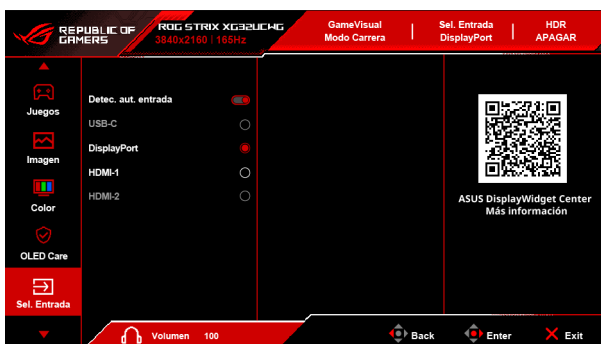 REPUBLIC OF
GAMERS
ROG STRIX XG32UCWG
3840x2160 | 165Hz
GameVisual
Modo Carrera
Sel. Entrada
DisplayPort
HDR
APAGAR
Juegos
Imagen
Color
OLED Care
Sel. Entrada
Detec. aut. entrada
USB-C
DisplayPort
HDMI-1
HDMI-2
ASUS DisplayWidget Center
Más información
Volumen 100
Back
Enter
Exit